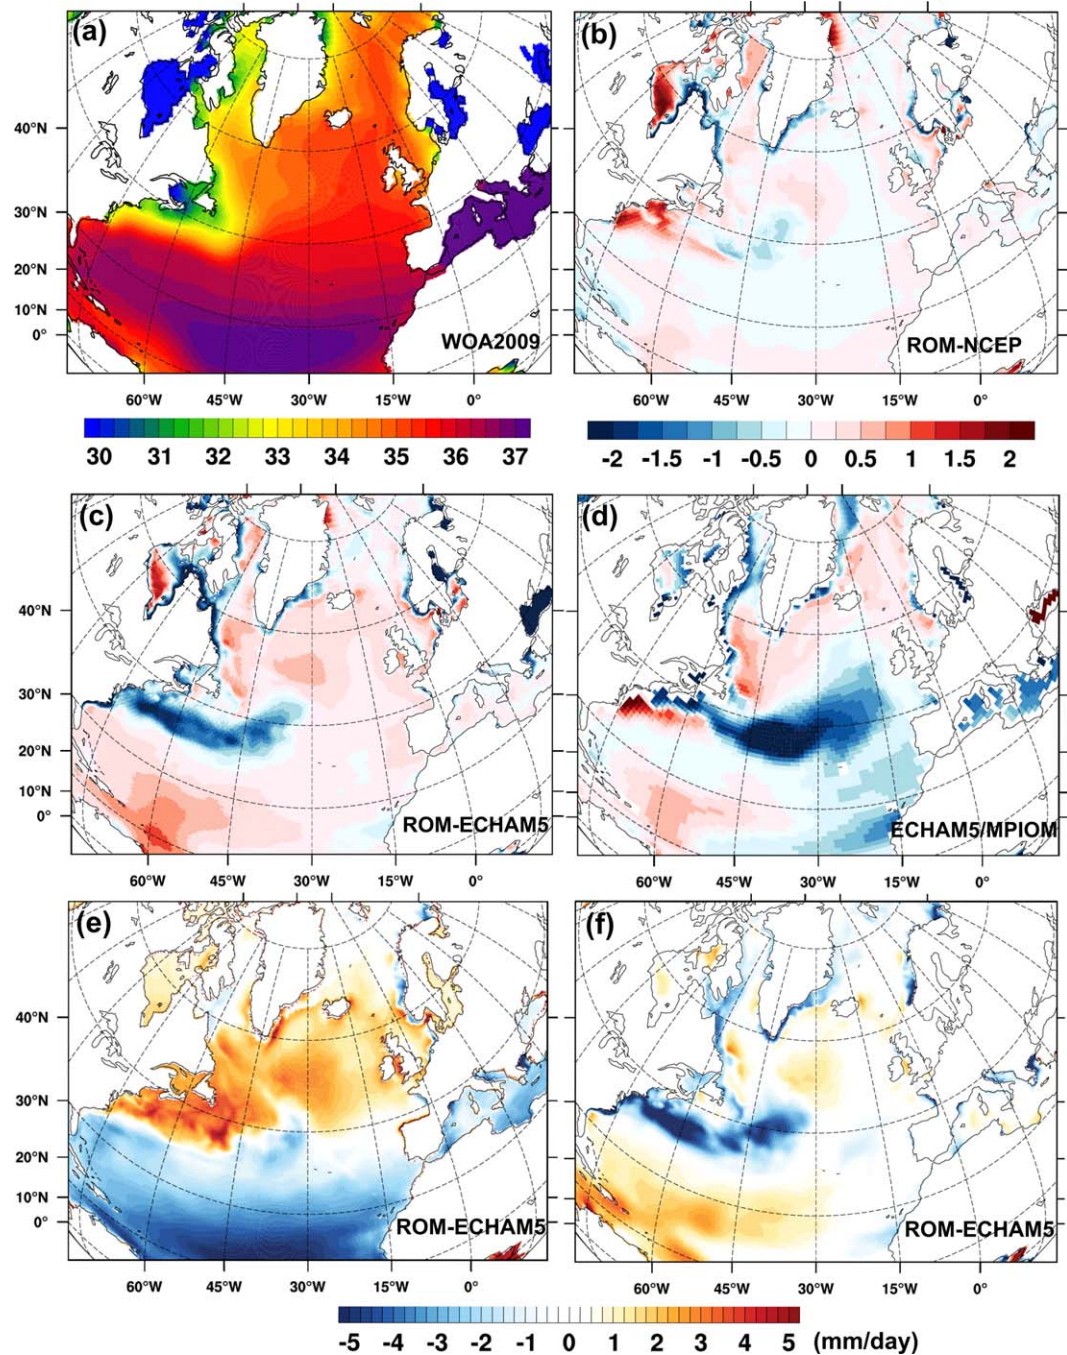 (a)
(b)
40°N
30°N
20°N
10°N
0°
WOA2009
ROM-NCEP
60°W 45°W 30°W 15°W 0°
60°W 45°W 30°W 15°W 0°
30 31 32 33 34 35 36 37
-2 -1.5 -1 -0.5 0 0.5 1 1.5 2
(c)
(d)
40°N
30°N
20°N
10°N
0°
ROM-ECHAM5
ECHAM5/MPIOM
60°W 45°W 30°W 15°W 0°
60°W 45°W 30°W 15°W 0°
(e)
(f)
40°N
30°N
20°N
10°N
0°
ROM-ECHAM5
ROM-ECHAM5
60°W 45°W 30°W 15°W 0°
60°W 45°W 30°W 15°W 0°
-5 -4 -3 -2 -1 0 1 2 3 4 5 (mm/day)